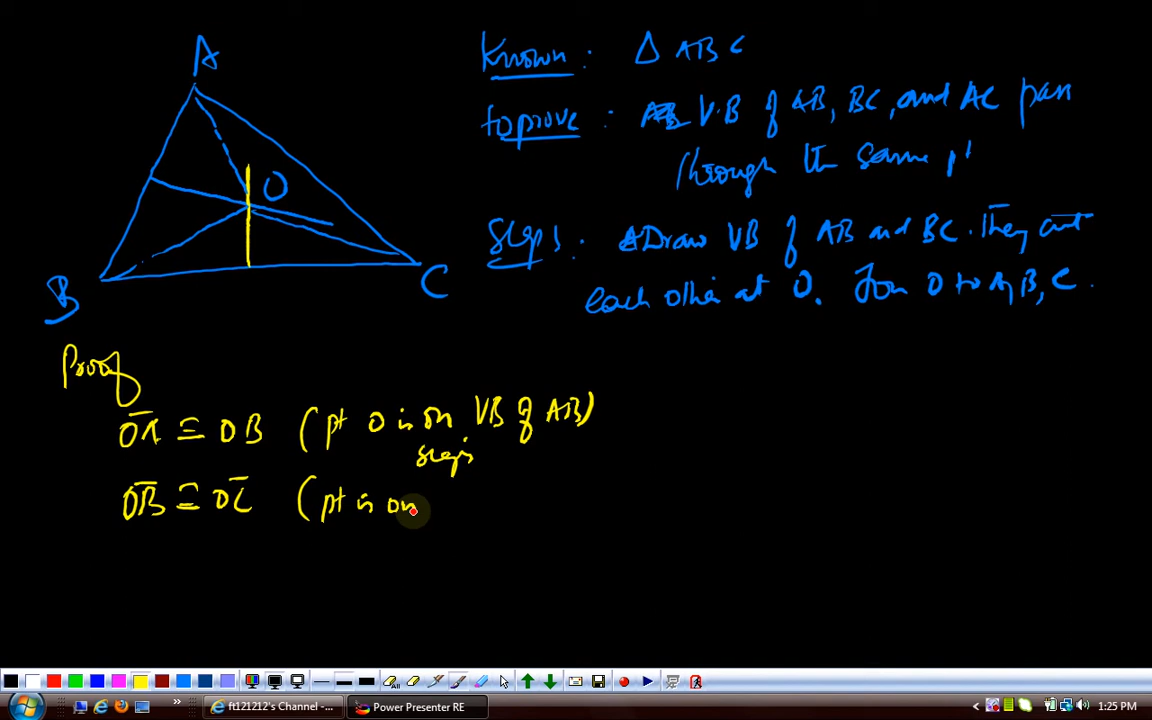 A
O
B
C
Known : Δ ABC
to prove : V.B of AB, BC, and AC pass
through the same pt
Steps : Draw VB of AB and BC. They cut
each other at O. Join O to A, B, C.
Proof
O̅A̅ ≅ OB (pt O is on VB of AB)
steps
O̅B̅ ≅ OC̅ (pt is on
ft121212's Channel -...
Power Presenter RE
1:25 PM